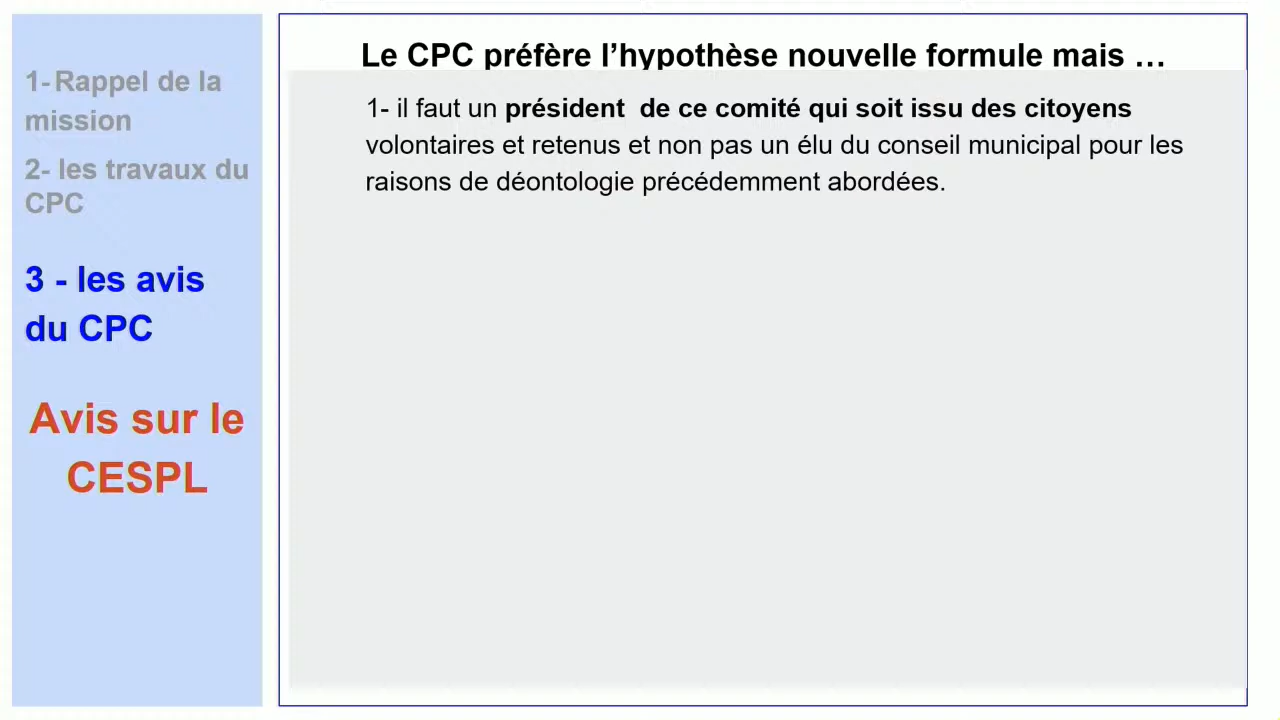 1- Rappel de la
mission
2- les travaux du
CPC
3 - les avis
du CPC
Avis sur le
CESPL
Le CPC préfère l’hypothèse nouvelle formule mais …
1- il faut un président  de ce comité qui soit issu des citoyens
volontaires et retenus et non pas un élu du conseil municipal pour les
raisons de déontologie précédemment abordées.